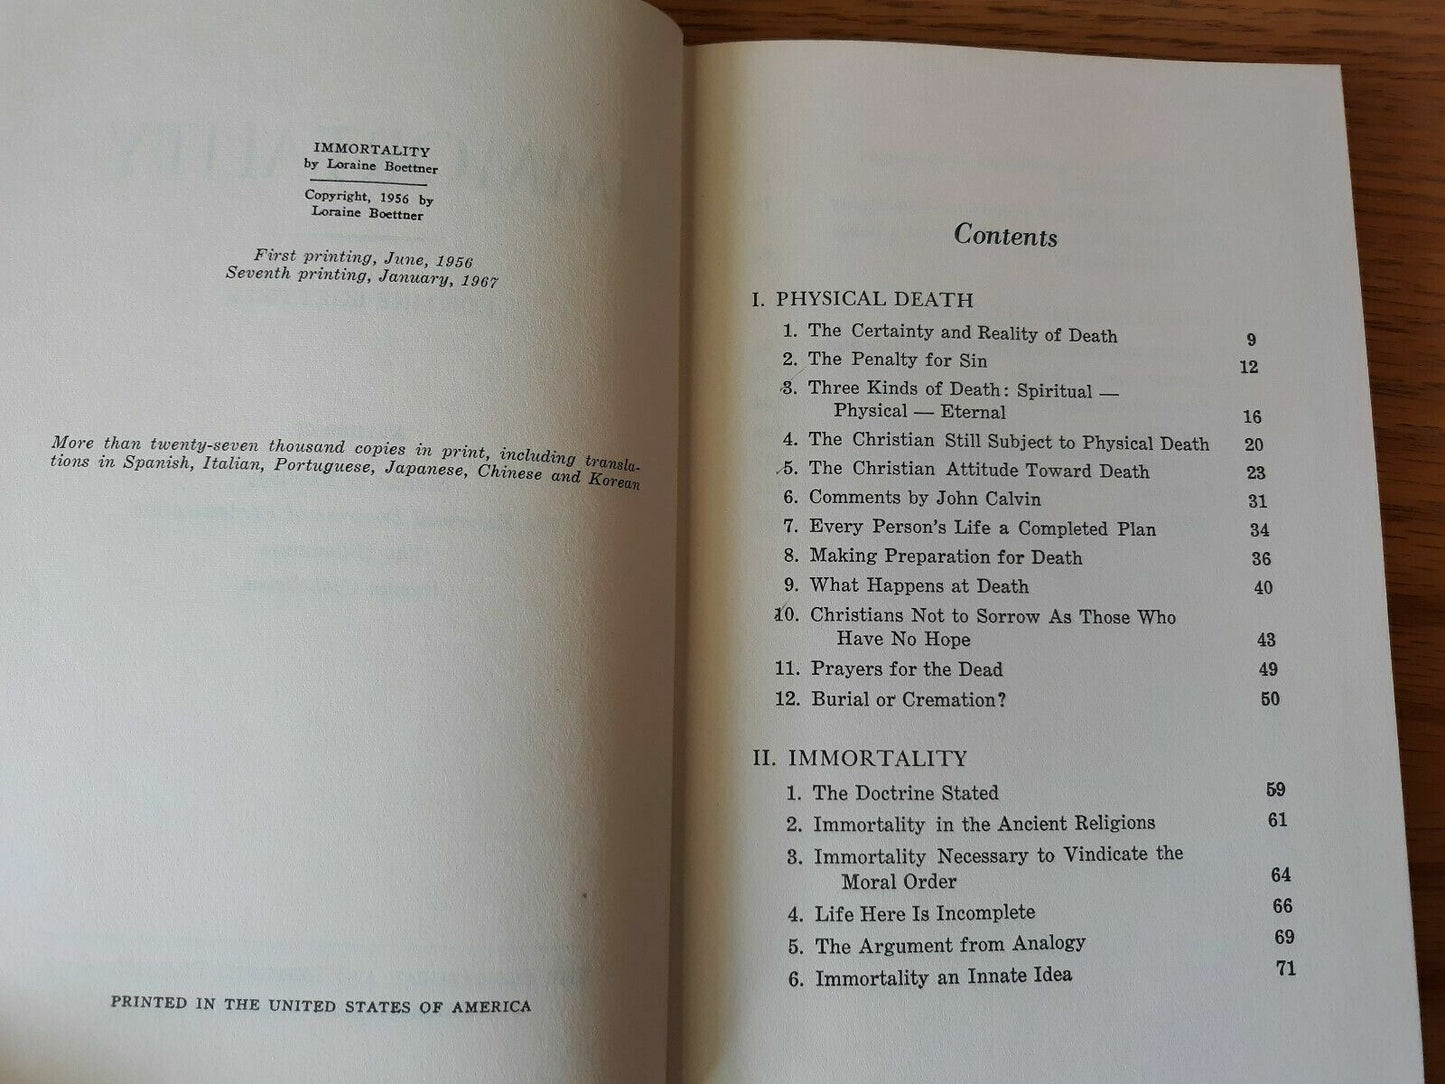 IMMORTALITY
by Loraine Boettner
Copyright, 1956 by
Loraine Boettner
First printing, June, 1956
Seventh printing, January, 1967
More than twenty-seven thousand copies in print, including transla-
tions in Spanish, Italian, Portuguese, Japanese, Chinese and Korean
PRINTED IN THE UNITED STATES OF AMERICA
Contents
I. PHYSICAL DEATH
1. The Certainty and Reality of Death 9
2. The Penalty for Sin 12
3. Three Kinds of Death: Spiritual —
Physical — Eternal 16
4. The Christian Still Subject to Physical Death 20
5. The Christian Attitude Toward Death 23
6. Comments by John Calvin 31
7. Every Person's Life a Completed Plan 34
8. Making Preparation for Death 36
9. What Happens at Death 40
10. Christians Not to Sorrow As Those Who
Have No Hope 43
11. Prayers for the Dead 49
12. Burial or Cremation? 50
II. IMMORTALITY
1. The Doctrine Stated 59
2. Immortality in the Ancient Religions 61
3. Immortality Necessary to Vindicate the
Moral Order 64
4. Life Here Is Incomplete 66
5. The Argument from Analogy 69
6. Immortality an Innate Idea 71